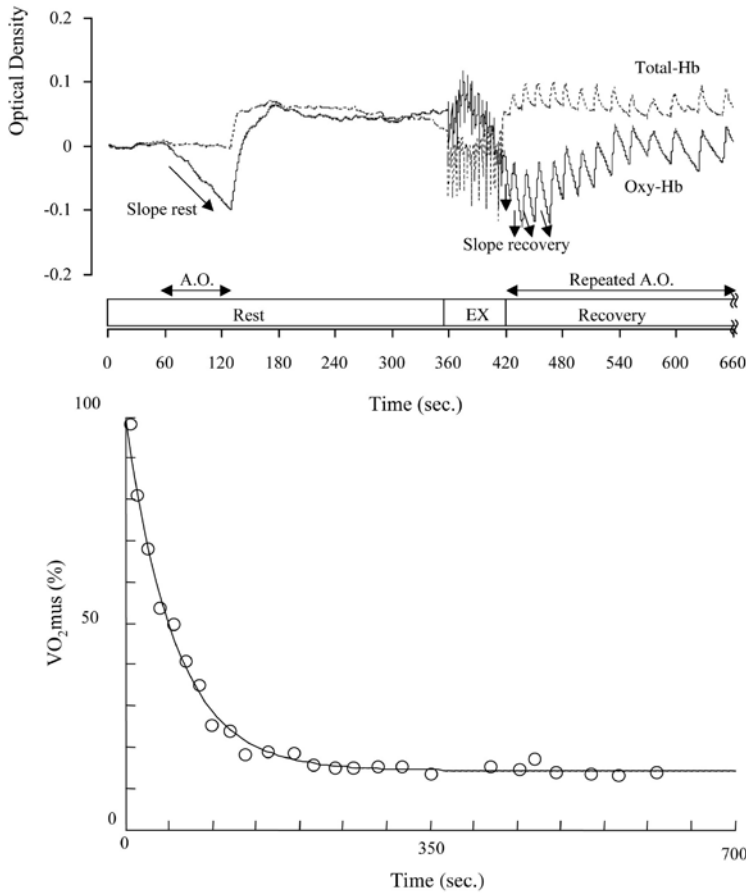 Optical Density
0.2
0.1
0
-0.1
-0.2
Total-Hb
Oxy-Hb
Slope rest
Slope recovery
A.O.
Repeated A.O.
Rest
EX
Recovery
0 60 120 180 240 300 360 420 480 540 600 660
Time (sec.)
VO₂mus (%)
100
50
0
0 350 700
Time (sec.)